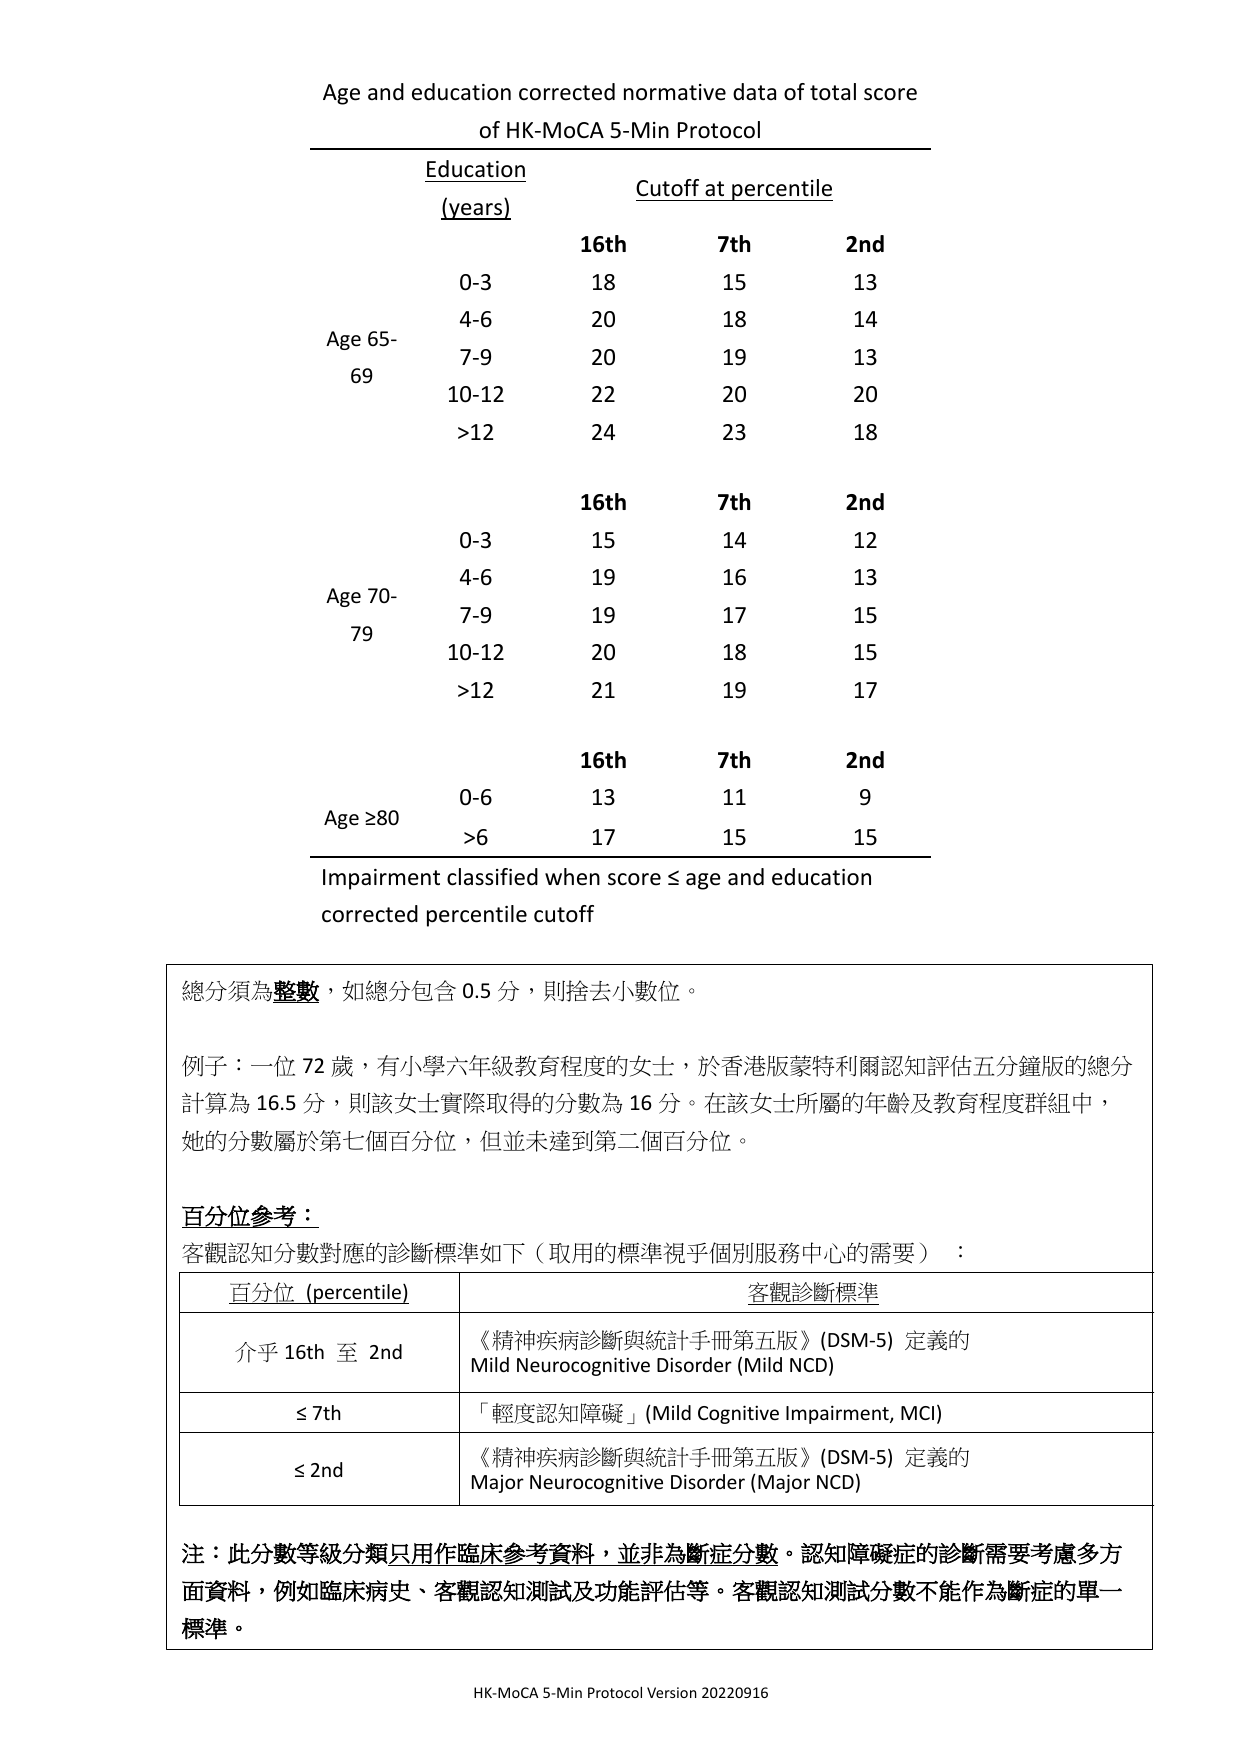 Age and education corrected normative data of total score
of HK-MoCA 5-Min Protocol
Education
(years)
Cutoff at percentile
16th 7th 2nd
Age 65-
69
0-3 18 15 13
4-6 20 18 14
7-9 20 19 13
10-12 22 20 20
>12 24 23 18
16th 7th 2nd
Age 70-
79
0-3 15 14 12
4-6 19 16 13
7-9 19 17 15
10-12 20 18 15
>12 21 19 17
16th 7th 2nd
Age ≥80
0-6 13 11 9
>6 17 15 15
Impairment classified when score ≤ age and education
corrected percentile cutoff
總分須為整數，如總分包含 0.5 分，則捨去小數位。
例子：一位 72 歲，有小學六年級教育程度的女士，於香港版蒙特利爾認知評估五分鐘版的總分
計算為 16.5 分，則該女士實際取得的分數為 16 分。在該女士所屬的年齡及教育程度群組中，
她的分數屬於第七個百分位，但並未達到第二個百分位。
百分位參考：
客觀認知分數對應的診斷標準如下（取用的標準視乎個別服務中心的需要） ：
百分位 (percentile) 客觀診斷標準
介乎 16th 至 2nd
《精神疾病診斷與統計手冊第五版》(DSM-5) 定義的
Mild Neurocognitive Disorder (Mild NCD)
≤ 7th 「輕度認知障礙」(Mild Cognitive Impairment, MCI)
≤ 2nd
《精神疾病診斷與統計手冊第五版》(DSM-5) 定義的
Major Neurocognitive Disorder (Major NCD)
注：此分數等級分類只用作臨床參考資料，並非為斷症分數。認知障礙症的診斷需要考慮多方
面資料，例如臨床病史、客觀認知測試及功能評估等。客觀認知測試分數不能作為斷症的單一
標準。
HK-MoCA 5-Min Protocol Version 20220916